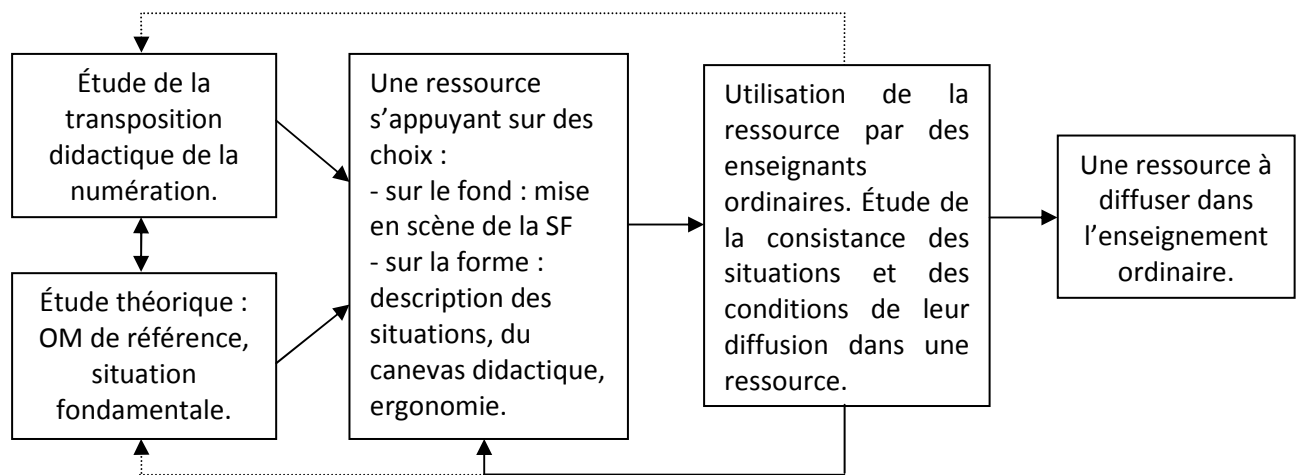 Étude de la
transposition
didactique de la
numération.
Étude théorique :
OM de référence,
situation
fondamentale.
Une ressource
s’appuyant sur des
choix :
- sur le fond : mise
en scène de la SF
- sur la forme :
description des
situations, du
canevas didactique,
ergonomie.
Utilisation de la
ressource par des
enseignants
ordinaires. Étude de
la consistance des
situations et des
conditions de leur
diffusion dans une
ressource.
Une ressource à
diffuser dans
l’enseignement
ordinaire.